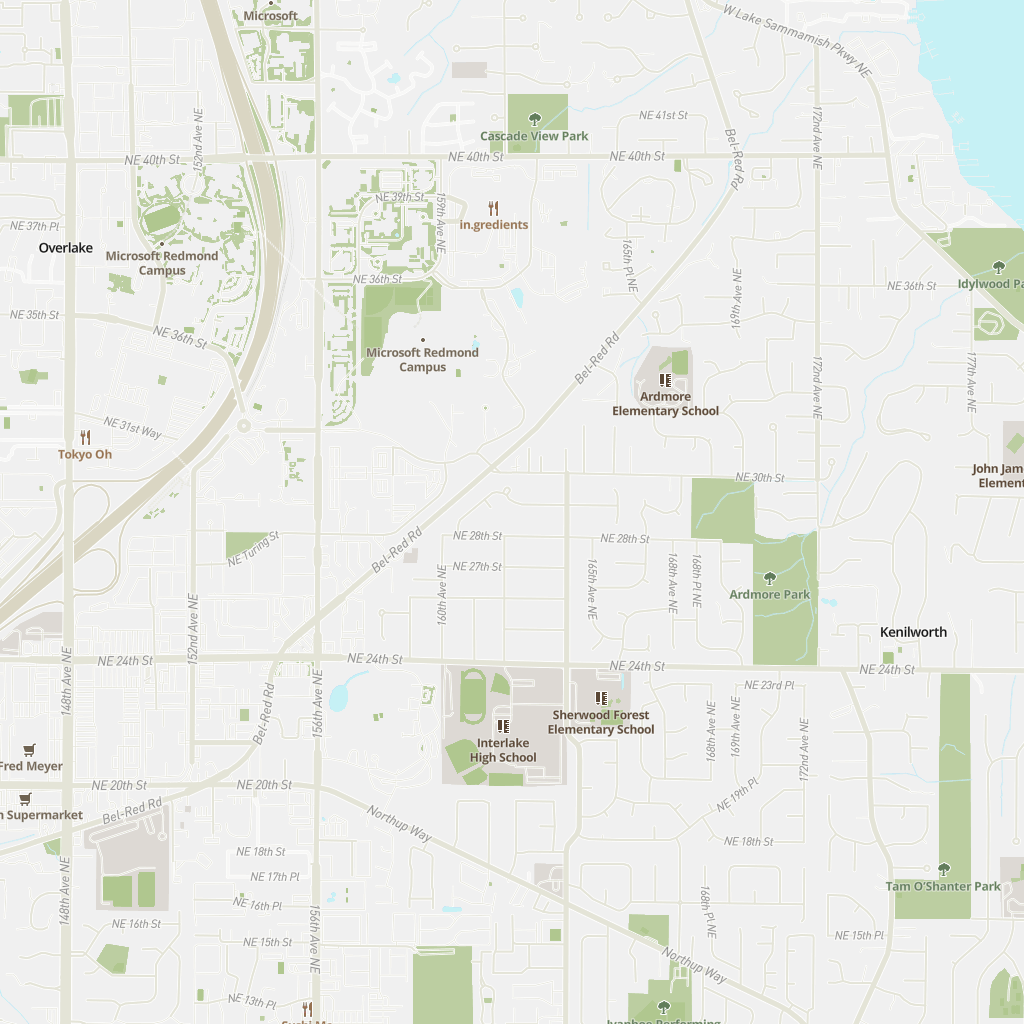 Microsoft
W Lake Sammamish Pkwy NE
NE 41st St
Cascade View Park
152nd Ave NE
172nd Ave NE
Bel-Red Rd
NE 40th St
NE 40th St
NE 40th St
NE 39th St
159th Ave NE
in.gredients
NE 37th Pl
Overlake
Microsoft Redmond
Campus
165th Pl NE
169th Ave NE
NE 36th St
NE 36th St
Idylwood Pa
NE 35th St
NE 36th St
Microsoft Redmond
Campus
Bel-Red Rd
172nd Ave NE
177th Ave NE
Ardmore
Elementary School
NE 31st Way
Tokyo Oh
John Jam
Element
NE 30th St
NE Turing St
Bel-Red Rd
NE 28th St
NE 28th St
NE 27th St
160th Ave NE
165th Ave NE
168th Ave NE
168th Pl NE
Ardmore Park
152nd Ave NE
Kenilworth
148th Ave NE
NE 24th St
NE 24th St
NE 24th St
NE 24th St
156th Ave NE
Bel-Red Rd
NE 23rd Pl
Sherwood Forest
Elementary School
168th Ave NE
169th Ave NE
172nd Ave NE
Interlake
High School
Fred Meyer
NE 20th St
NE 20th St
n Supermarket
Bel-Red Rd
NE 19th Pl
Northup Way
NE 18th St
NE 18th St
NE 17th Pl
148th Ave NE
Tam O'Shanter Park
NE 16th Pl
168th Pl NE
NE 16th St
156th Ave NE
NE 15th St
NE 15th Pl
Northup Way
NE 13th Pl
Ivanhoe Performing